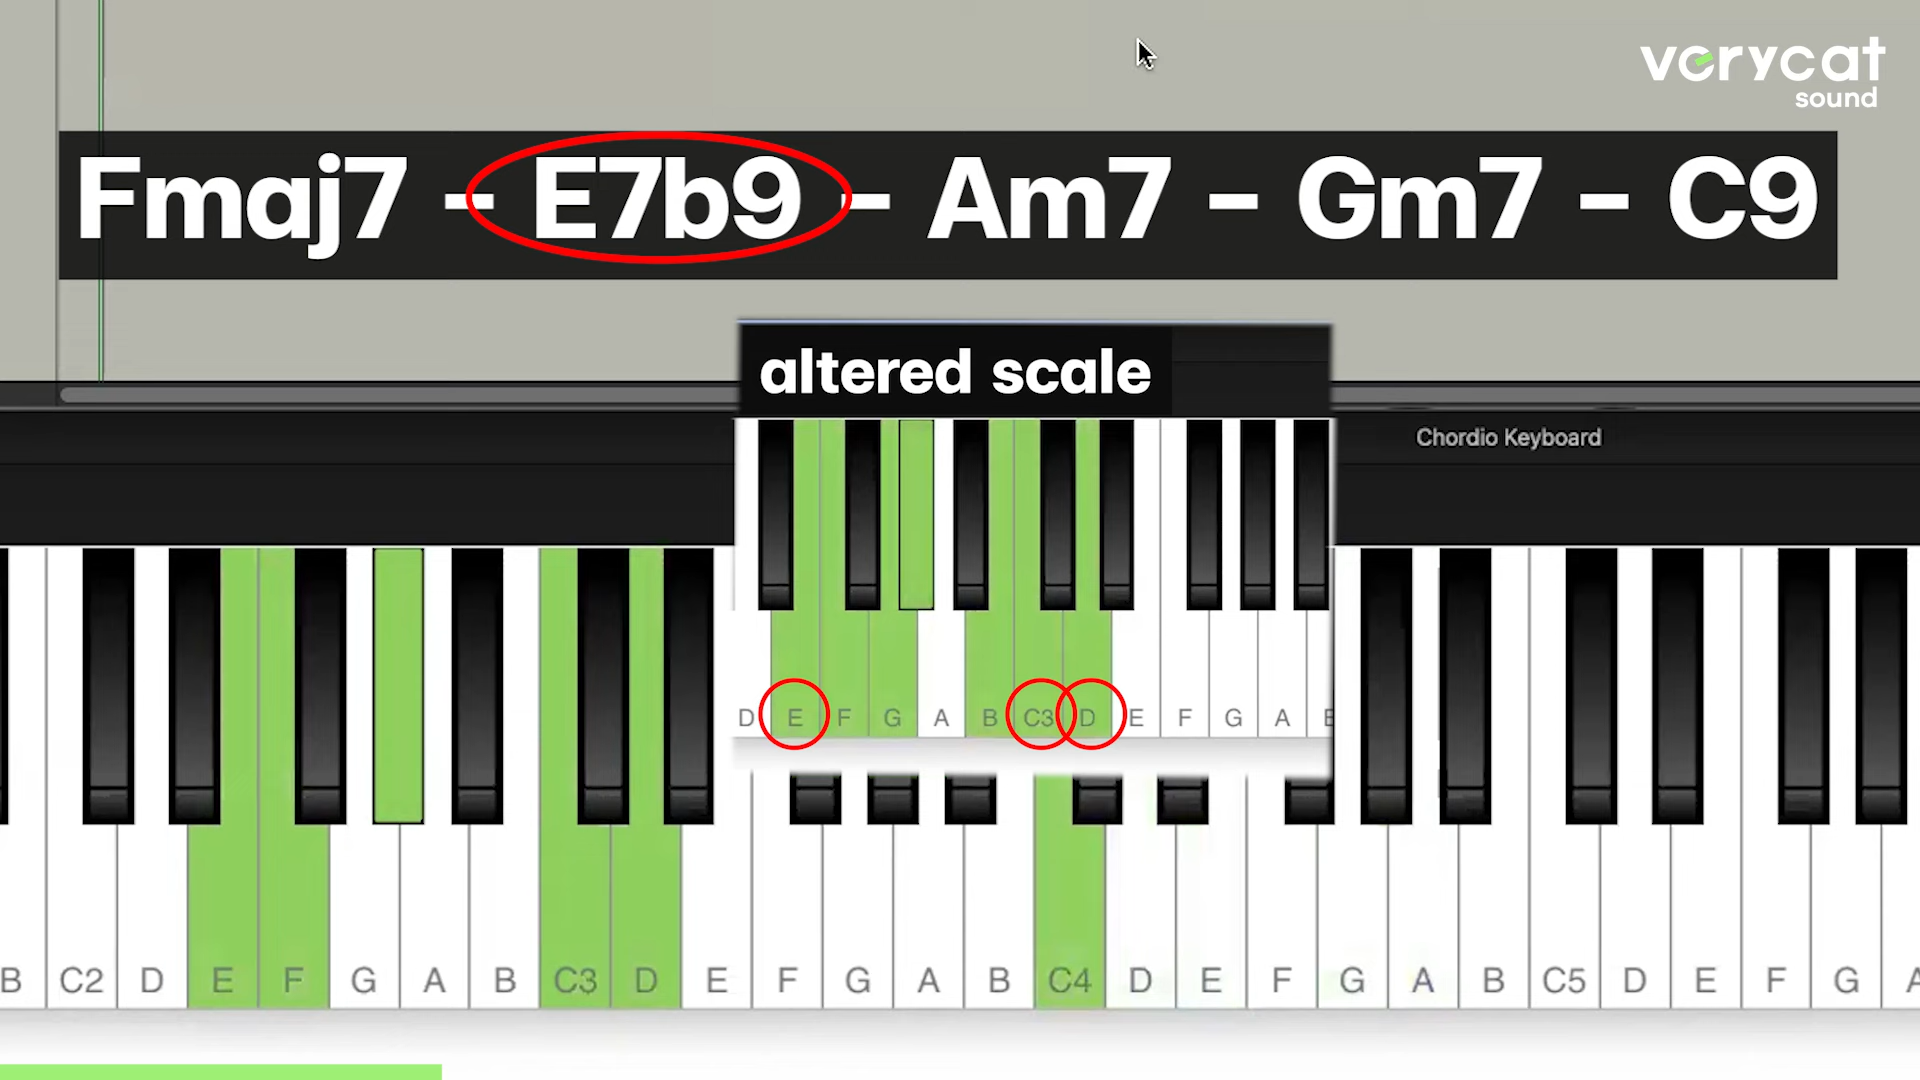 verycat
sound
Fmaj7 - E7b9 - Am7 - Gm7 - C9
altered scale
Chordio Keyboard
D E F G A B C3 D E F G A
B C2 D E F G A B C3 D E F G A B C4 D E F G A B C5 D E F G A